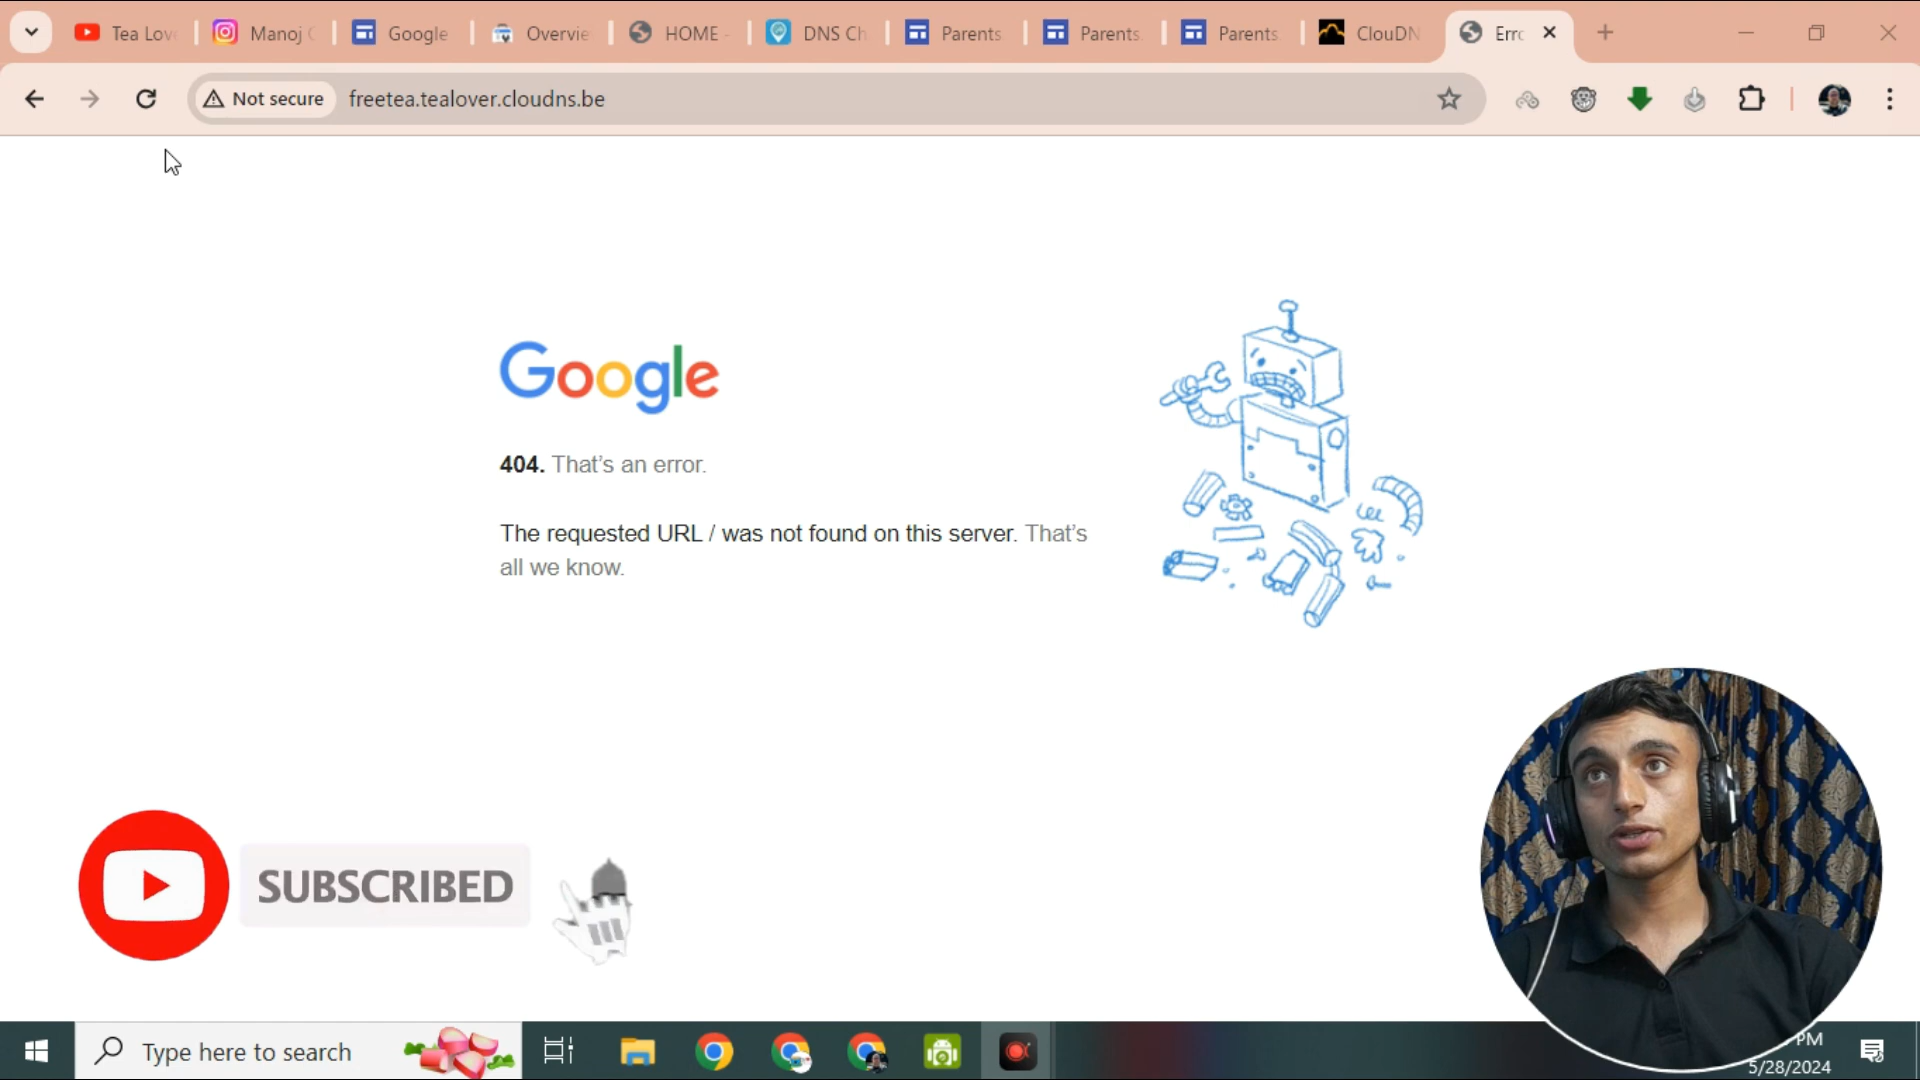 Tea Lov
Manoj
Google
Overvie
HOME -
DNS Ch
Parents
Parents
Parents
ClouDN
Erro
Not secure
freetea.tealover.cloudns.be
Google
404. That's an error.
The requested URL / was not found on this server. That's
all we know.
SUBSCRIBED
Type here to search
PM
5/28/2024